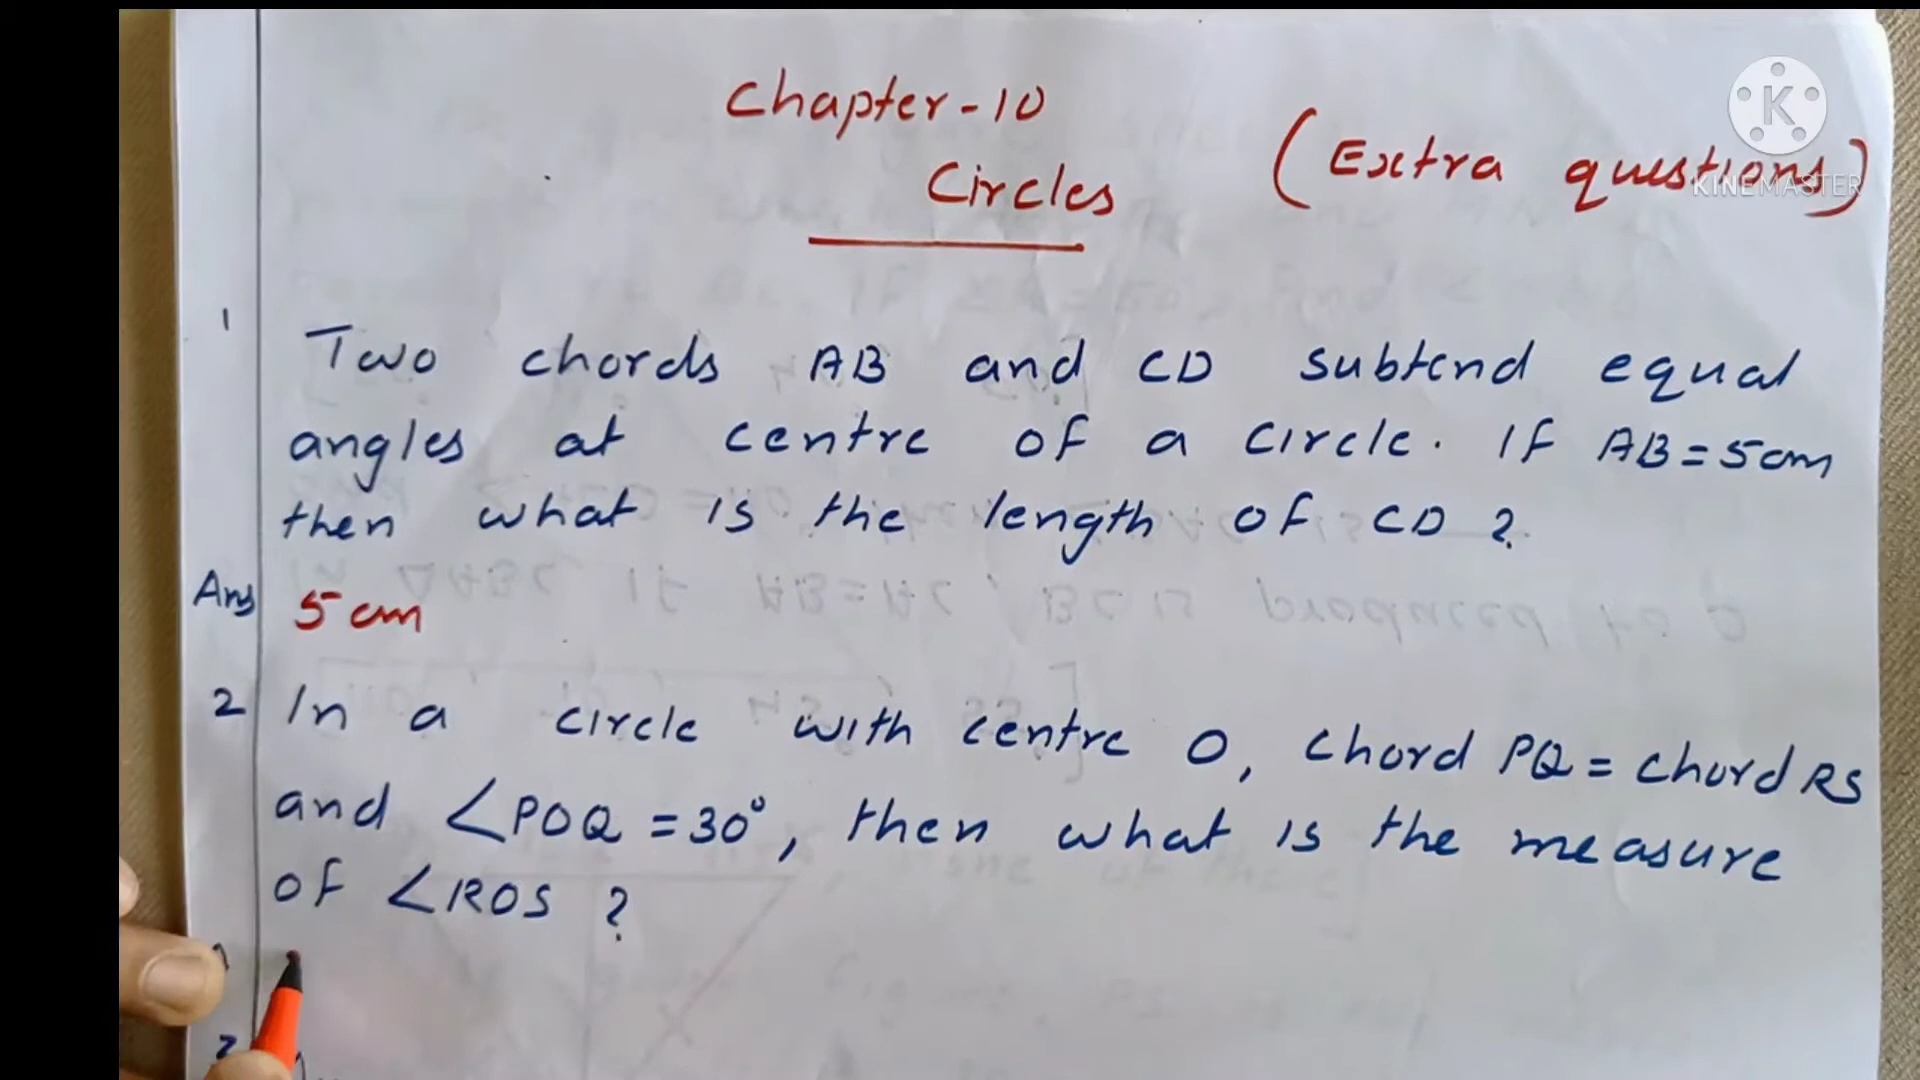 Chapter-10
Circles
(Extra questions)
K
KINEMASTER
1
Two chords AB and CD subtend equal
angles at centre of a circle. If AB=5cm
then what is the length of CD?
Ans 5cm
2 In a circle with centre O, chord PQ = chord RS
and ∠POQ = 30°, then what is the measure
of ∠ROS?